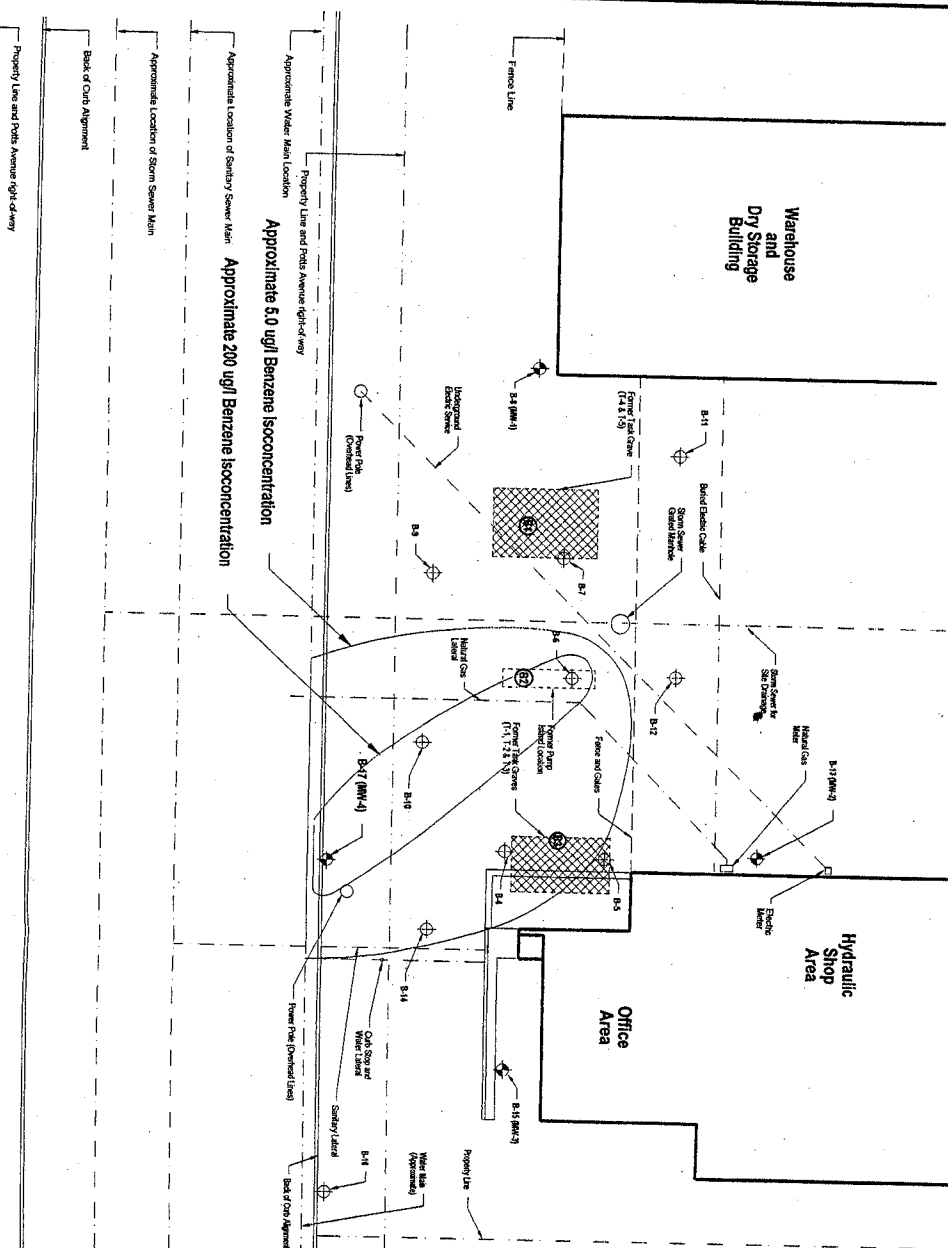 Warehouse
and
Dry Storage
Building
Fence Line
Property Line and Potts Avenue right-of-way
Approximate Water Main Location
Approximate Location of Sanitary Sewer Main
Approximate Location of Storm Sewer Main
Back of Curb Alignment
Property Line and Potts Avenue right-of-way
Approximate 5.0 ug/l Benzene Isoconcentration
Approximate 200 ug/l Benzene Isoconcentration
B-11
B-8 (MW-1)
Former Tank Grave
(T-4 & T-5)
Underground
Electric Service
Power Pole
(Overhead Lines)
Buried Electric Cable
Storm Sewer
Grated Manhole
B1
B-7
B-9
Storm Sewer for
Site Drainage
B-12
B-6
B2
Natural Gas
Lateral
Natural Gas
Meter
B-13 (MW-2)
Fence and Gates
Former Pump
Island Location
Former Tank Graves
(T-1, T-2 & T-3)
B-10
B-17 (MW-4)
B3
B-5
B-4
Electric
Meter
Hydraulic
Shop
Area
Office
Area
B-14
Power Pole (Overhead Lines)
Curb Stop and
Water Lateral
B-15 (MW-3)
Sanitary Lateral
B-16
Water Main
(Approximate)
Property Line
Back of Curb Alignment